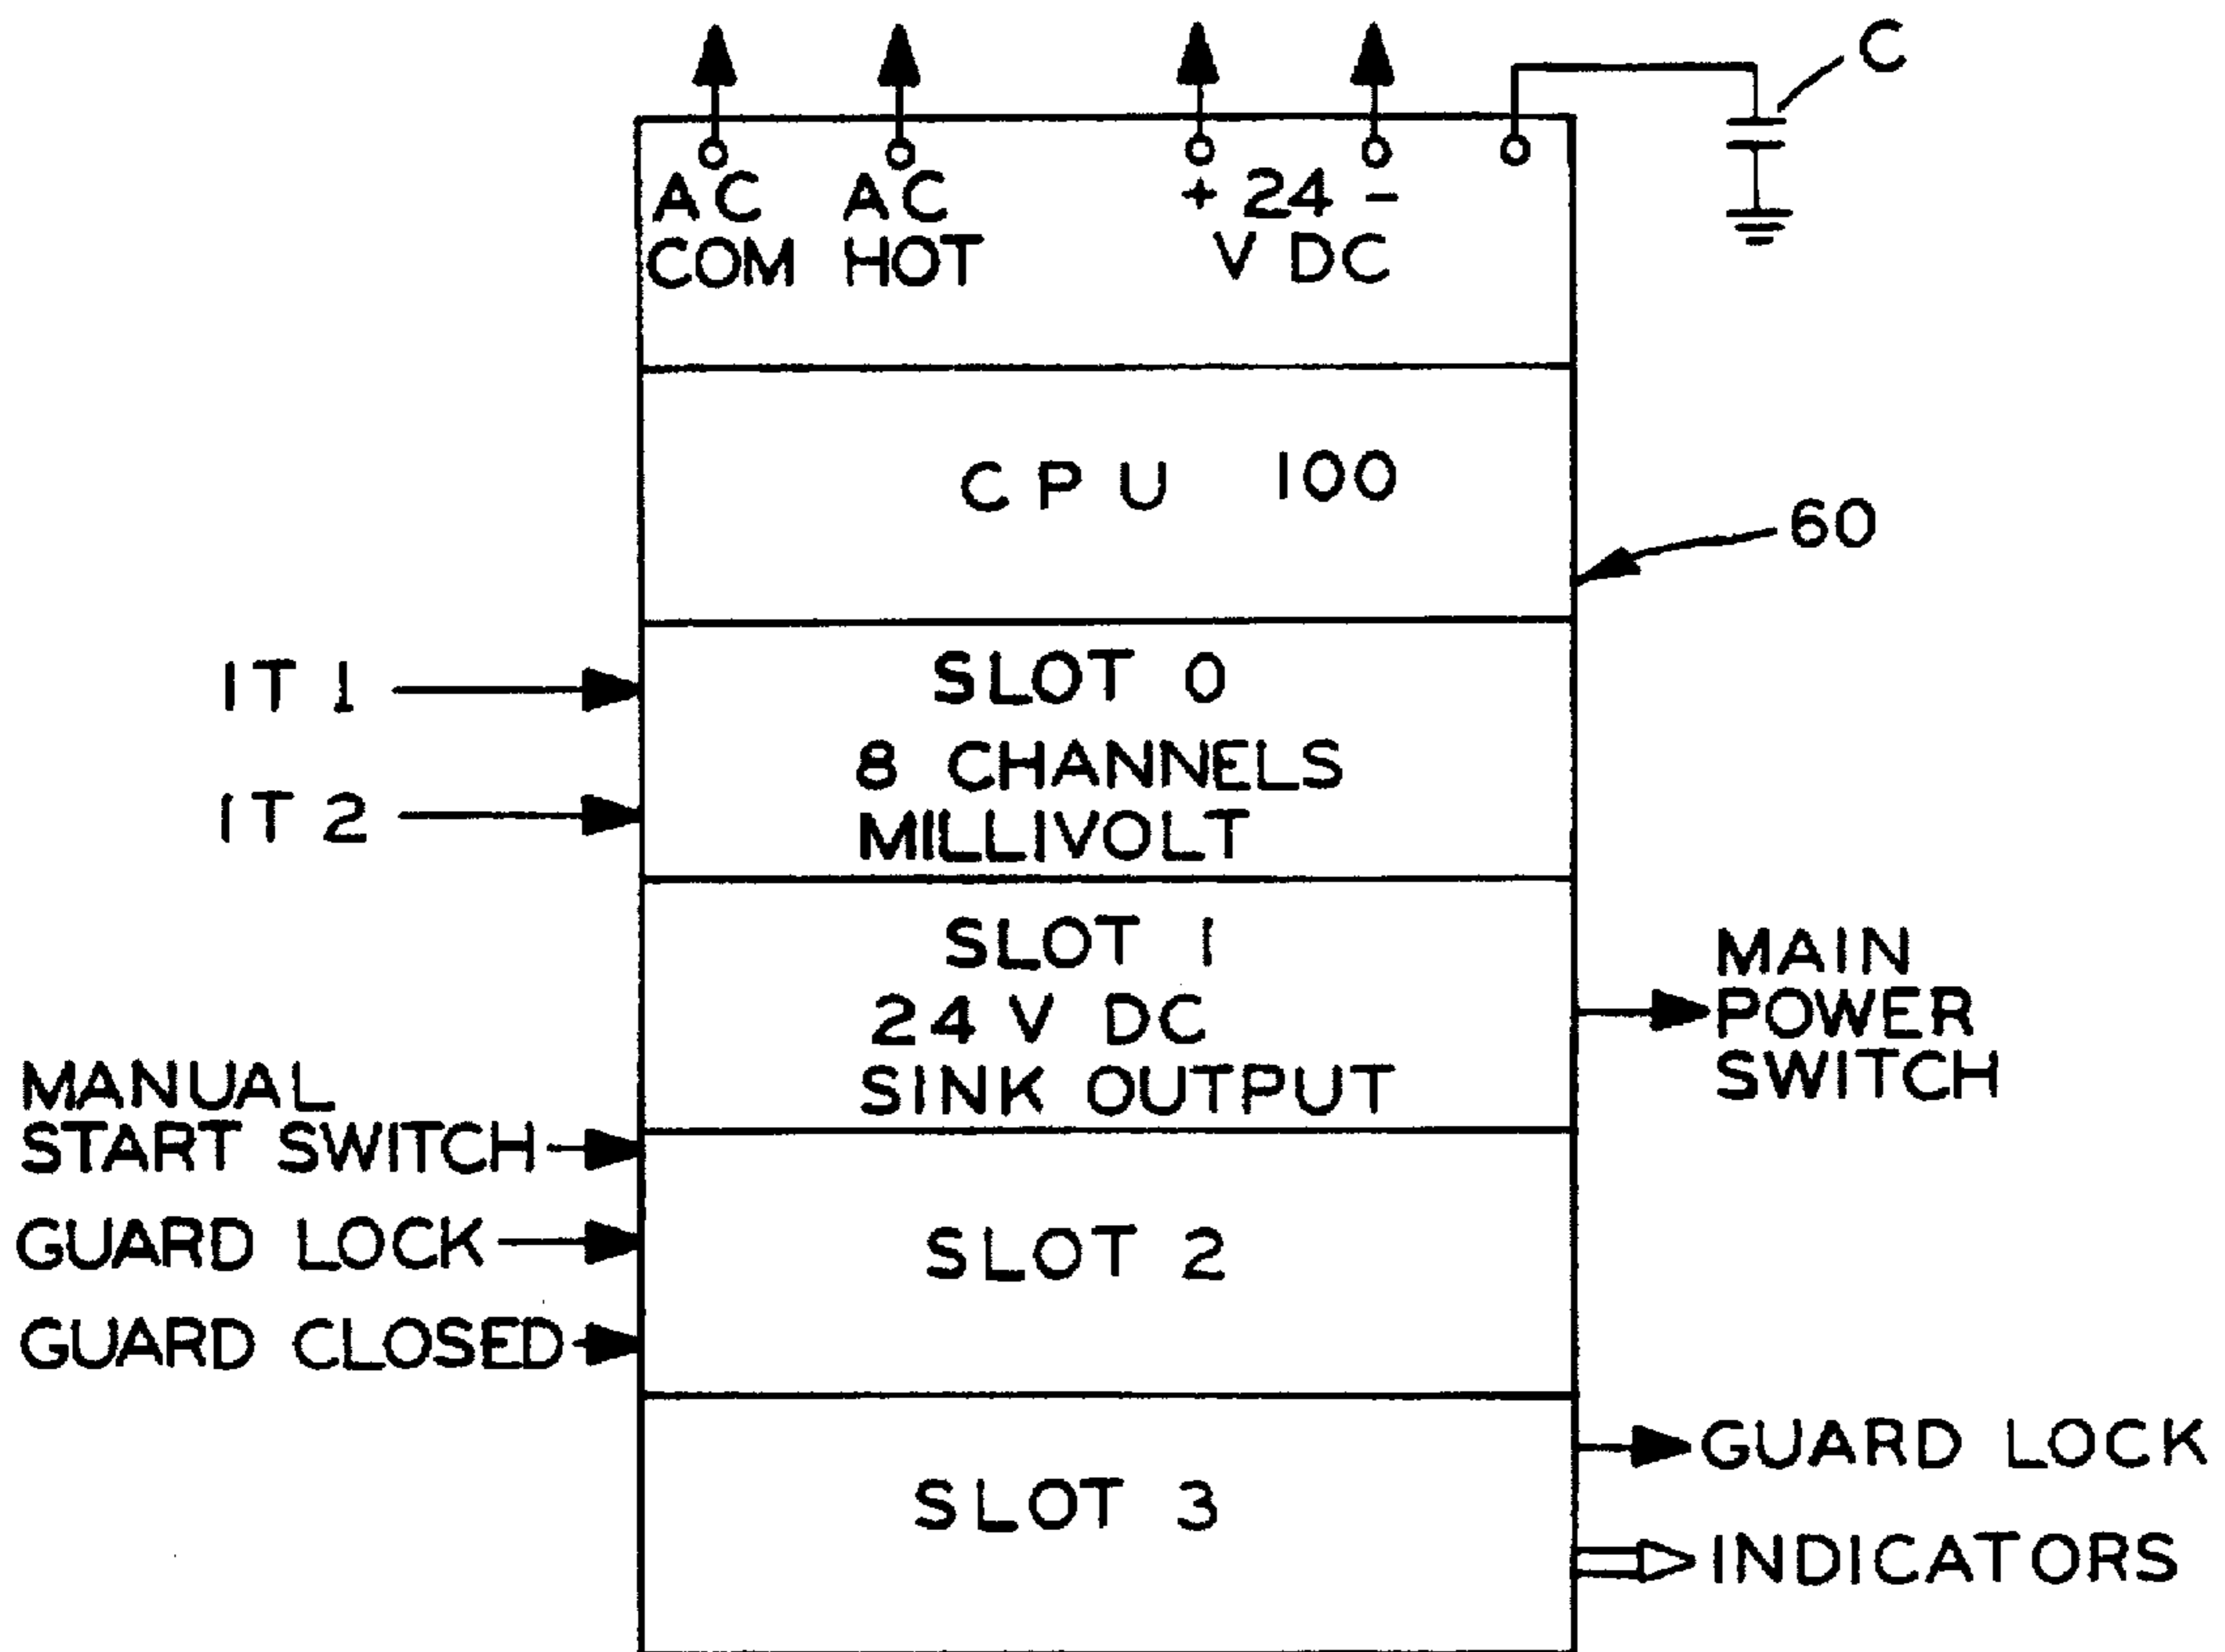 C
AC AC + 24 -
COM HOT V DC
CPU 100
60
IT 1
SLOT 0
8 CHANNELS
IT 2
MILLIVOLT
SLOT 1
24 V DC
SINK OUTPUT
MAIN
POWER
SWITCH
MANUAL
START SWITCH
GUARD LOCK
GUARD CLOSED
SLOT 2
SLOT 3
GUARD LOCK
INDICATORS